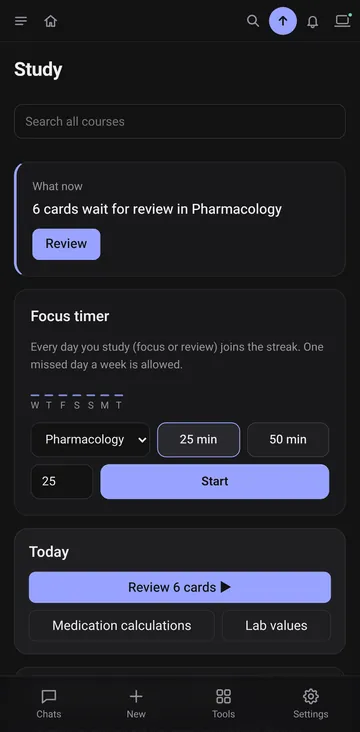 Study
Search all courses
What now
6 cards wait for review in Pharmacology
Review
Focus timer
Every day you study (focus or review) joins the streak. One
missed day a week is allowed.
W T F S S M T
Pharmacology 25 min 50 min
25 Start
Today
Review 6 cards ▶
Medication calculations Lab values
Chats New Tools Settings